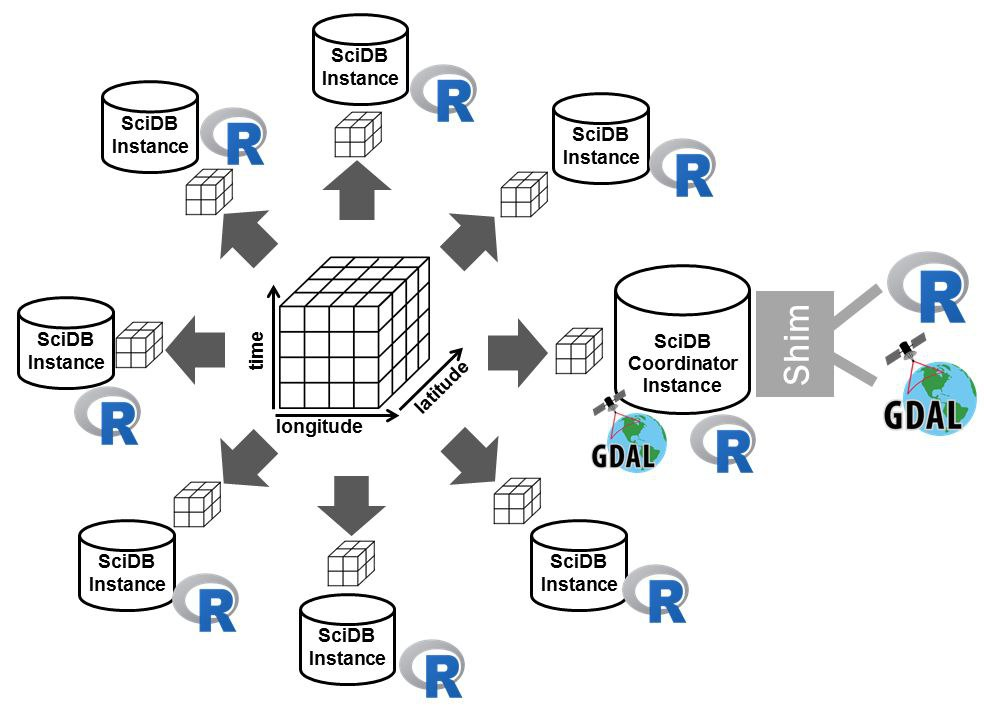 SciDB
Instance
R
SciDB
Instance
R
SciDB
Instance
R
SciDB
Instance
R
time
longitude
latitude
SciDB
Coordinator
Instance
GDAL
R
Shim
R
GDAL
SciDB
Instance
R
SciDB
Instance
R
SciDB
Instance
R